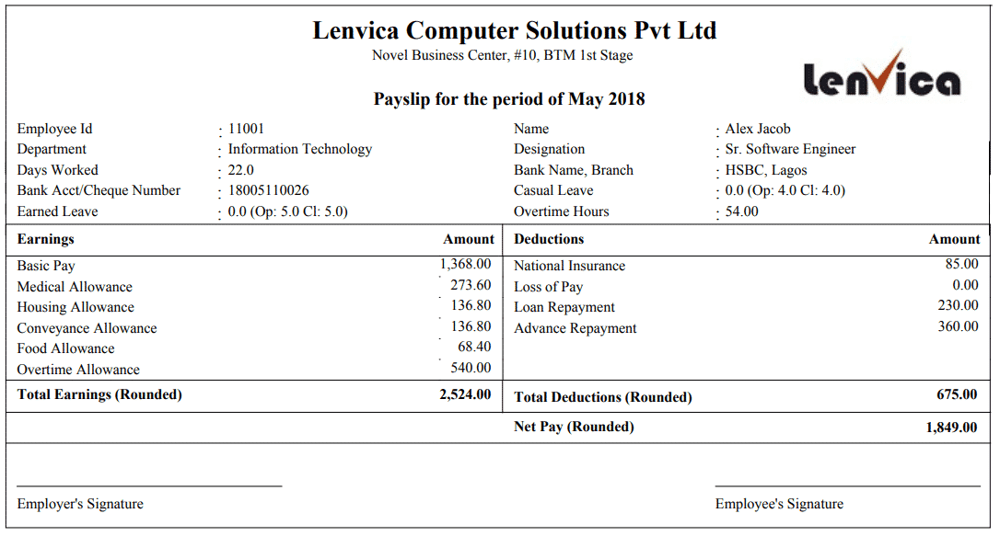 Lenvica Computer Solutions Pvt Ltd
Novel Business Center, #10, BTM 1st Stage
Lenvica
Payslip for the period of May 2018
Employee Id : 11001 Name : Alex Jacob
Department : Information Technology Designation : Sr. Software Engineer
Days Worked : 22.0 Bank Name, Branch : HSBC, Lagos
Bank Acct/Cheque Number : 18005110026 Casual Leave : 0.0 (Op: 4.0 Cl: 4.0)
Earned Leave : 0.0 (Op: 5.0 Cl: 5.0) Overtime Hours : 54.00
Earnings Amount Deductions Amount
Basic Pay 1,368.00 National Insurance 85.00
Medical Allowance 273.60 Loss of Pay 0.00
Housing Allowance 136.80 Loan Repayment 230.00
Conveyance Allowance 136.80 Advance Repayment 360.00
Food Allowance 68.40
Overtime Allowance 540.00
Total Earnings (Rounded) 2,524.00 Total Deductions (Rounded) 675.00
Net Pay (Rounded) 1,849.00
Employer's Signature Employee's Signature